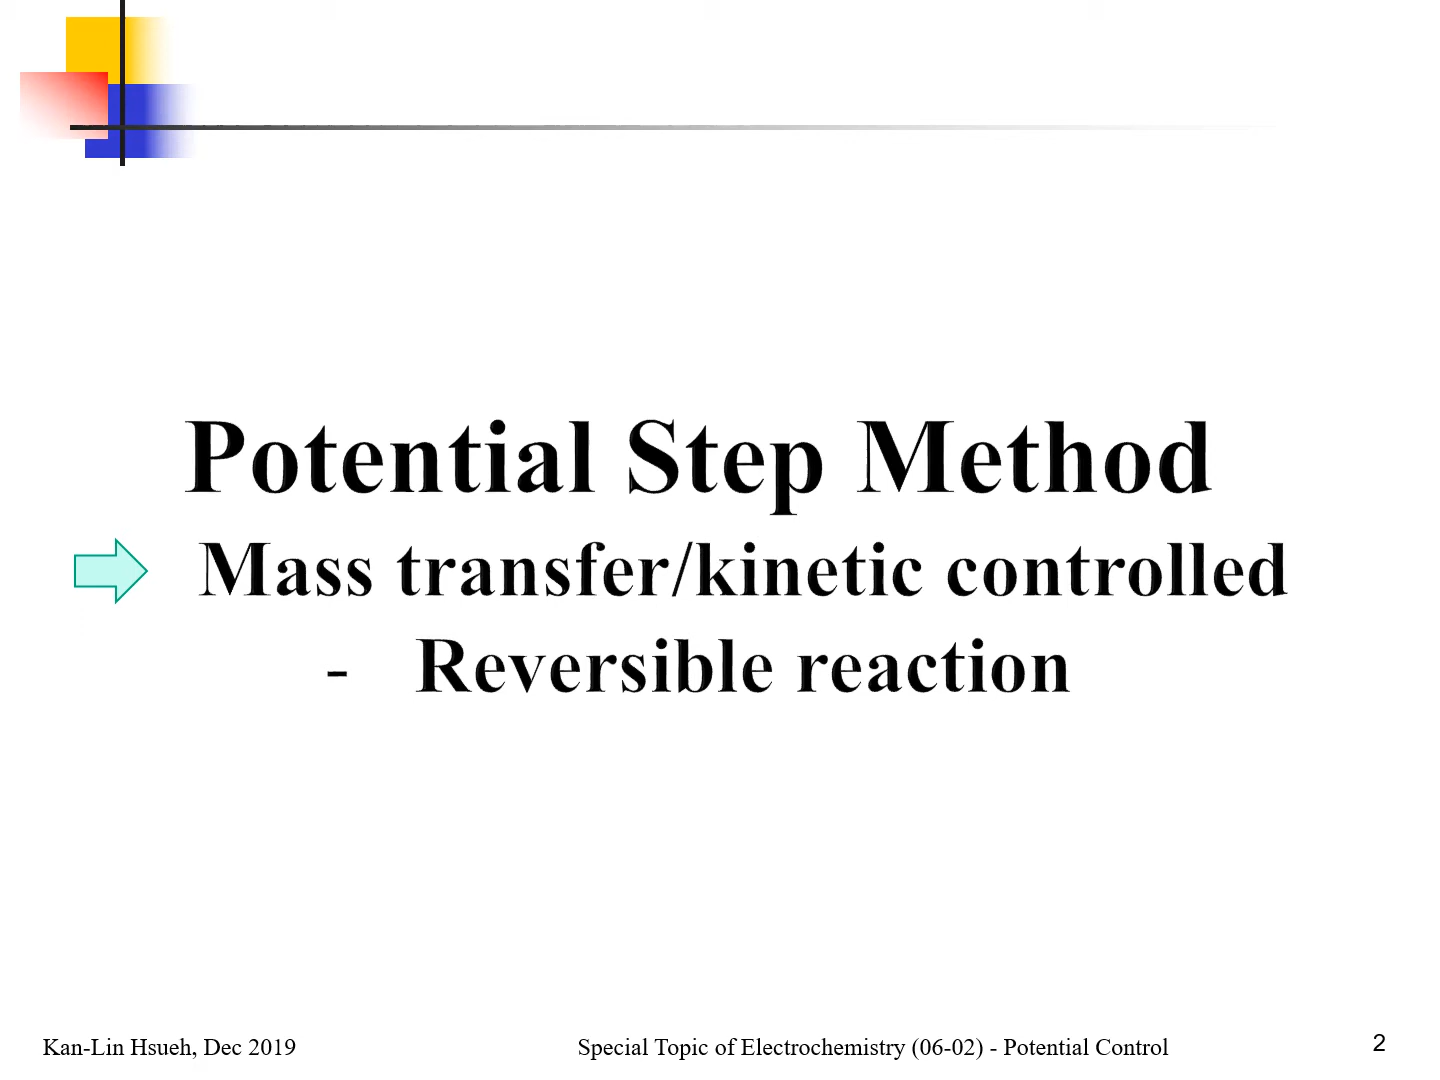 Potential Step Method
Mass transfer/kinetic controlled
- Reversible reaction
Kan-Lin Hsueh, Dec 2019
Special Topic of Electrochemistry (06-02) - Potential Control
2